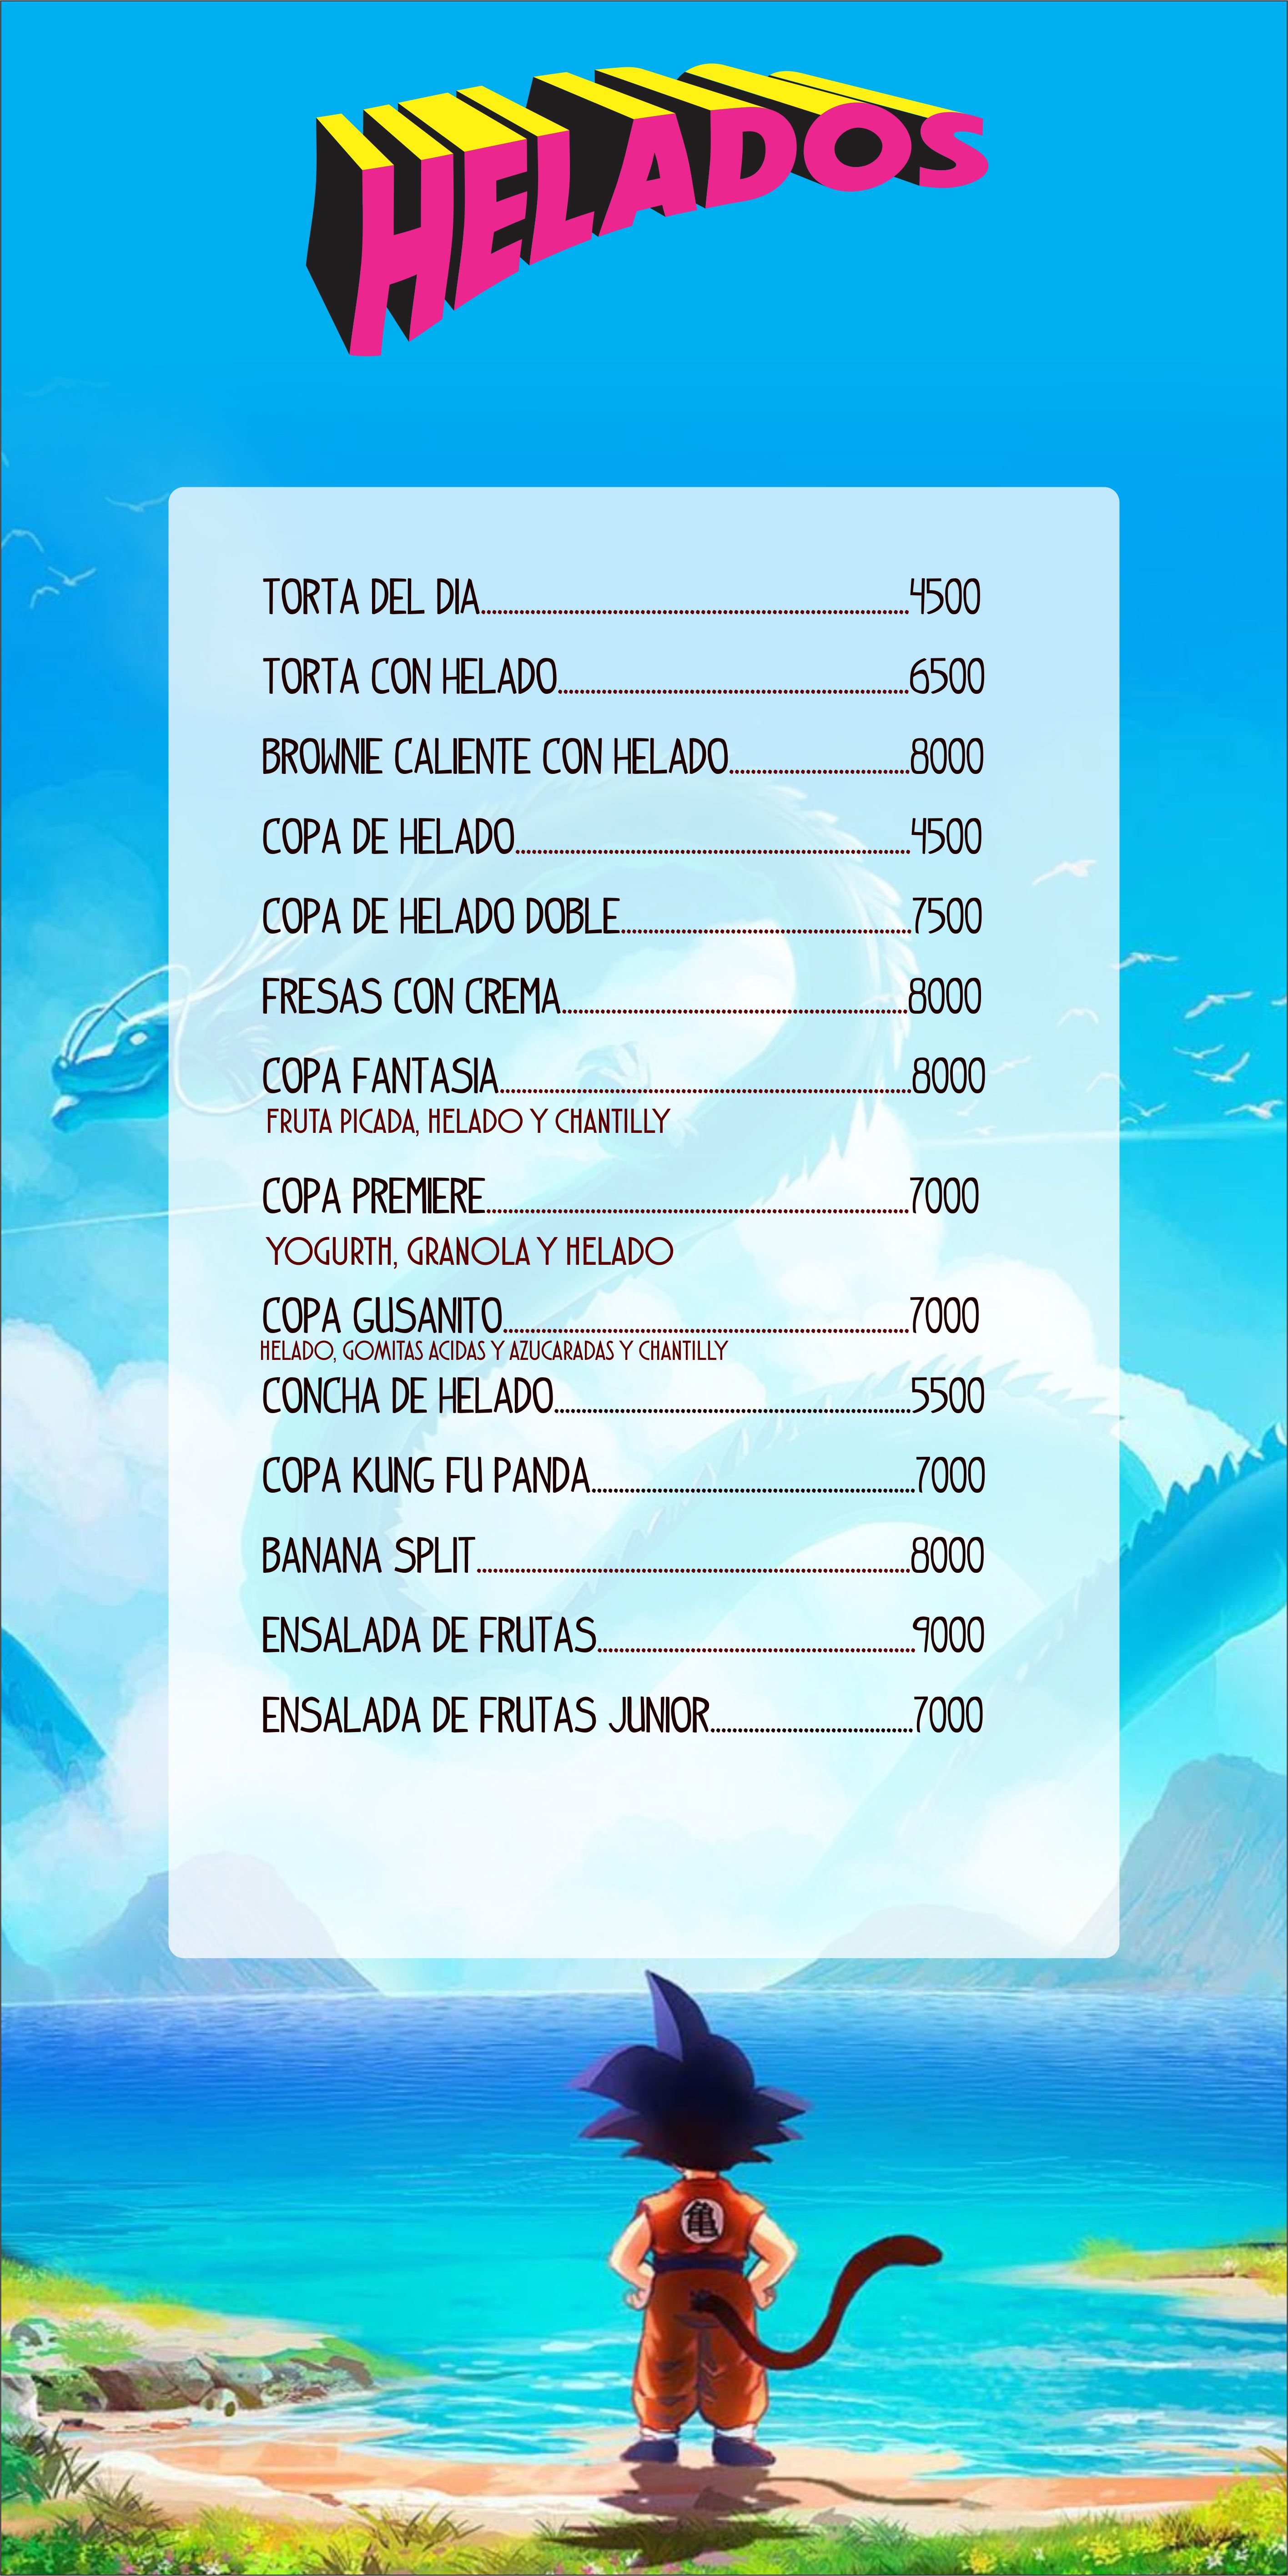 HELADOS
TORTA DEL DIA..............................4500
TORTA CON HELADO..............................6500
BROWNIE CALIENTE CON HELADO..............................8000
COPA DE HELADO..............................4500
COPA DE HELADO DOBLE..............................7500
FRESAS CON CREMA..............................8000
COPA FANTASIA..............................8000
FRUTA PICADA, HELADO Y CHANTILLY
COPA PREMIERE..............................7000
YOGURTH, GRANOLA Y HELADO
COPA GUSANITO..............................7000
HELADO, GOMITAS ACIDAS Y AZUCARADAS Y CHANTILLY
CONCHA DE HELADO..............................5500
COPA KUNG FU PANDA..............................7000
BANANA SPLIT..............................8000
ENSALADA DE FRUTAS..............................9000
ENSALADA DE FRUTAS JUNIOR..............................7000
亀